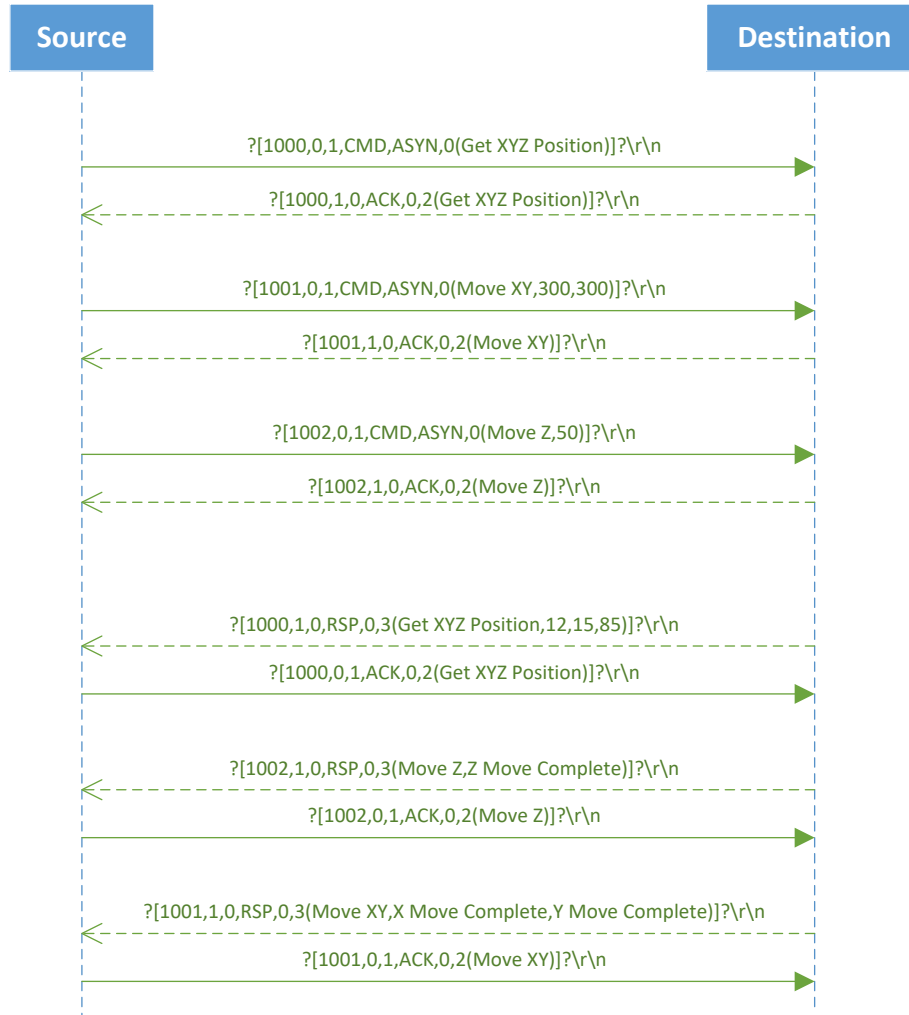 Source
Destination
?[1000,0,1,CMD,ASYN,0(Get XYZ Position)]?\r\n
?[1000,1,0,ACK,0,2(Get XYZ Position)]?\r\n
?[1001,0,1,CMD,ASYN,0(Move XY,300,300)]?\r\n
?[1001,1,0,ACK,0,2(Move XY)]?\r\n
?[1002,0,1,CMD,ASYN,0(Move Z,50)]?\r\n
?[1002,1,0,ACK,0,2(Move Z)]?\r\n
?[1000,1,0,RSP,0,3(Get XYZ Position,12,15,85)]?\r\n
?[1000,0,1,ACK,0,2(Get XYZ Position)]?\r\n
?[1002,1,0,RSP,0,3(Move Z,Z Move Complete)]?\r\n
?[1002,0,1,ACK,0,2(Move Z)]?\r\n
?[1001,1,0,RSP,0,3(Move XY,X Move Complete,Y Move Complete)]?\r\n
?[1001,0,1,ACK,0,2(Move XY)]?\r\n